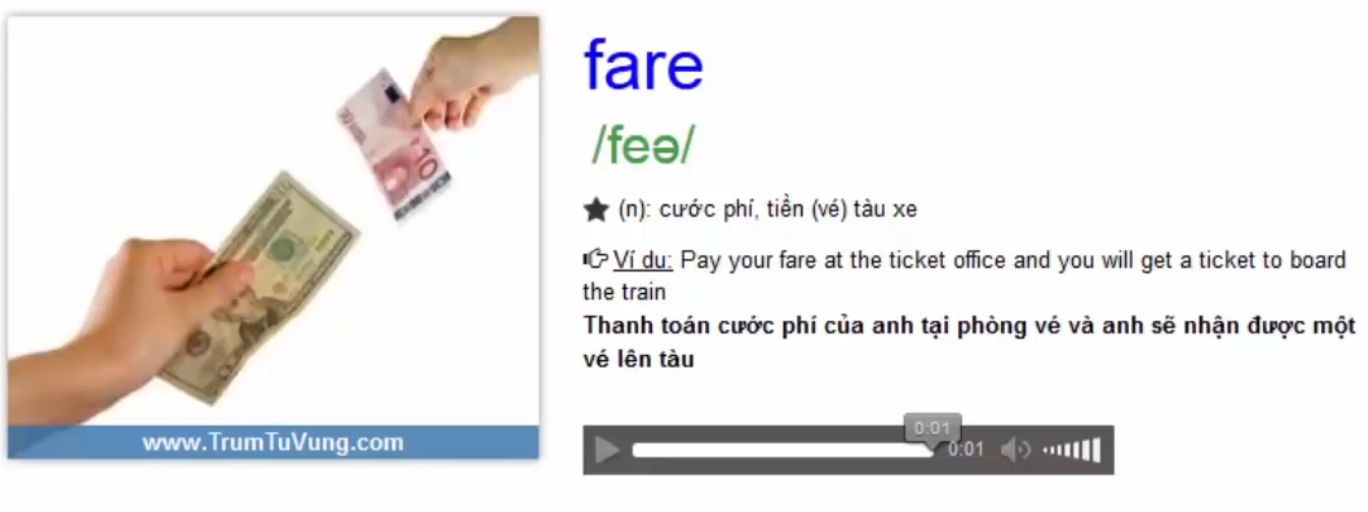 fare
/feə/
★ (n): cước phí, tiền (vé) tàu xe
Ví dụ: Pay your fare at the ticket office and you will get a ticket to board
the train
Thanh toán cước phí của anh tại phòng vé và anh sẽ nhận được một
vé lên tàu
10
www.TrumTuVung.com
0:01
0:01